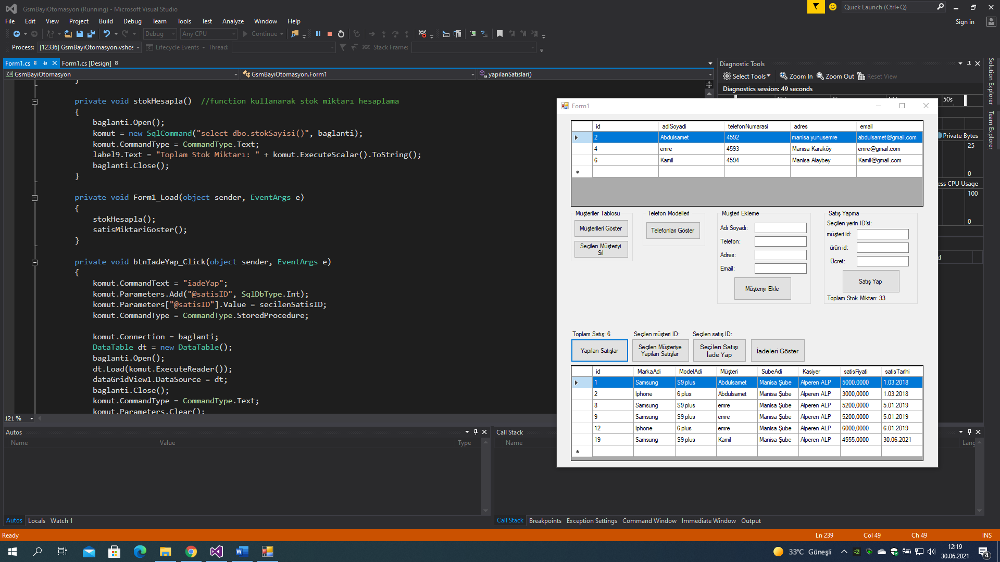 GsmBayiOtomasyon (Running) - Microsoft Visual Studio
Quick Launch (Ctrl+Q)
File Edit View Project Build Debug Team Tools Test Analyze Window Help
Sign in
Debug Any CPU Continue
Process: [12336] GsmBayiOtomasyon.vshos Lifecycle Events Thread: Stack Frame:
Form1.cs Form1.cs [Design]
GsmBayiOtomasyon GsmBayiOtomasyon.Form1 yapilanSatislar()
}
private void stokHesapla() //function kullanarak stok miktarı hesaplama
{
baglanti.Open();
komut = new SqlCommand("select dbo.stokSayisi()", baglanti);
komut.CommandType = CommandType.Text;
label9.Text = "Toplam Stok Miktarı: " + komut.ExecuteScalar().ToString();
baglanti.Close();
}
private void Form1_Load(object sender, EventArgs e)
{
stokHesapla();
satisMiktariGoster();
}
private void btnIadeYap_Click(object sender, EventArgs e)
{
komut.CommandText = "iadeYap";
komut.Parameters.Add("@satisID", SqlDbType.Int);
komut.Parameters["@satisID"].Value = secilenSatisID;
komut.CommandType = CommandType.StoredProcedure;
komut.Connection = baglanti;
DataTable dt = new DataTable();
baglanti.Open();
dt.Load(komut.ExecuteReader());
dataGridView1.DataSource = dt;
baglanti.Close();
komut.CommandType = CommandType.Text;
komut.Parameters.Clear();
121 %
Diagnostic Tools
Select Tools Zoom In Zoom Out Reset View
Diagnostics session: 49 seconds
50s
Private Bytes
25
0
ess CPU Usage
100
0
d
Solution Explorer
Team Explorer
Form1
id adiSoyadi telefonNumarasi adres email
2 Abdulsamet 4592 manisa yunusemre abdulsamet@gmail.com
4 emre 4593 Manisa Karaköy emre@gmail.com
6 Kamil 4594 Manisa Alaybey Kamil@gmail.com
Müşteriler Tablosu
Müşterileri Göster
Seçilen Müşteriyi
Sil
Telefon Modelleri
Telefonları Göster
Müşteri Ekleme
Adı Soyadı:
Telefon:
Adres:
Email:
Müşteriyi Ekle
Satış Yapma
Seçilen yerin ID'si:
müşteri id:
ürün id:
Ücret:
Satış Yap
Toplam Stok Miktarı: 33
Toplam Satış: 6 Seçilen müşteri ID: Seçilen satış ID:
Yapılan Satışlar
Seçilen Müşteriye
Yapılan Satışlar
Seçilen Satışı
İade Yap
İadeleri Göster
id MarkaAdi ModelAdi Müşteri SubeAdi Kasiyer satisFiyati satisTarihi
1 Samsung S9 plus Abdulsamet Manisa Şube Alperen ALP 5000,0000 1.03.2018
2 Iphone 6 plus Abdulsamet Manisa Şube Alperen ALP 3000,0000 1.03.2018
8 Samsung S9 plus emre Manisa Şube Alperen ALP 5200,0000 5.01.2019
9 Samsung S9 plus emre Manisa Şube Alperen ALP 5200,0000 5.01.2019
12 Iphone 6 plus emre Manisa Şube Alperen ALP 6000,0000 6.01.2019
19 Samsung S9 plus Kamil Manisa Şube Alperen ALP 4555,0000 30.06.2021
Autos
Name Value Type
Autos Locals Watch 1
Call Stack
Name Lang
Call Stack Breakpoints Exception Settings Command Window Immediate Window Output
Ready Ln 239 Col 49 Ch 49 INS
33°C Güneşli
12:19
30.06.2021
4